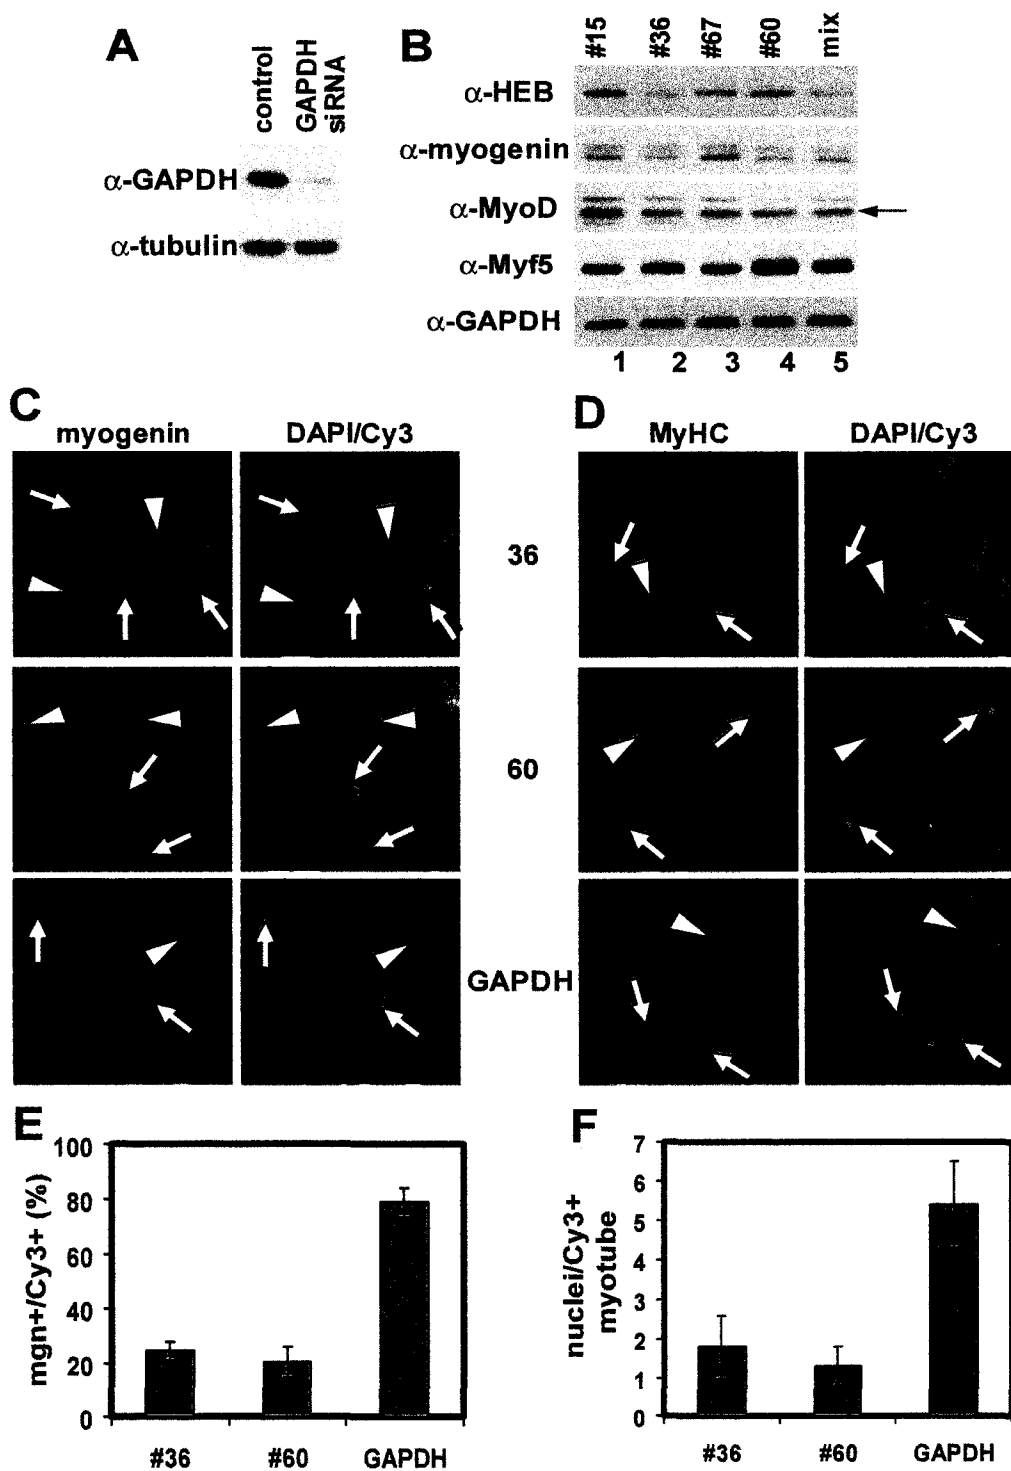 A
control
GAPDH
siRNA
α-GAPDH
α-tubulin
B
#15
#36
#67
#60
mix
α-HEB
α-myogenin
α-MyoD
α-Myf5
α-GAPDH
1 2 3 4 5
C
myogenin DAPI/Cy3
D
MyHC DAPI/Cy3
36
60
GAPDH
E
mgn+/Cy3+ (%)
100
80
60
40
20
0
#36 #60 GAPDH
F
nuclei/Cy3+
myotube
7
6
5
4
3
2
1
0
#36 #60 GAPDH